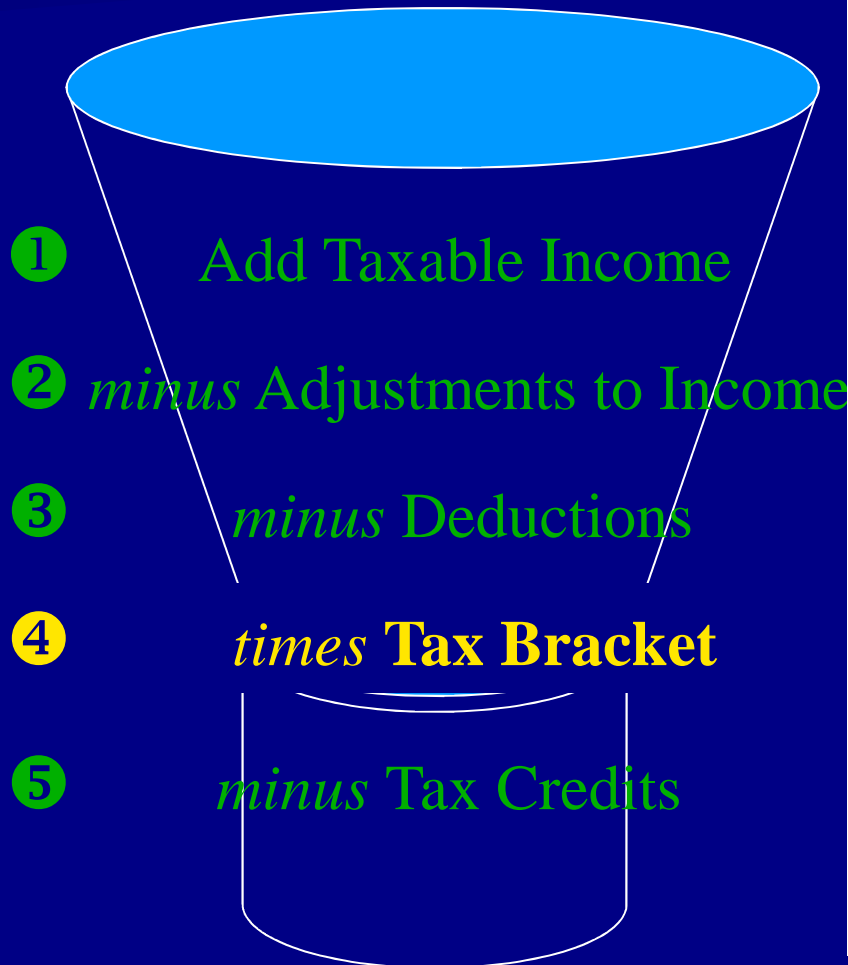 ❶ Add Taxable Income
❷ minus Adjustments to Income
❸ minus Deductions
❹ times Tax Bracket
❺ minus Tax Credits